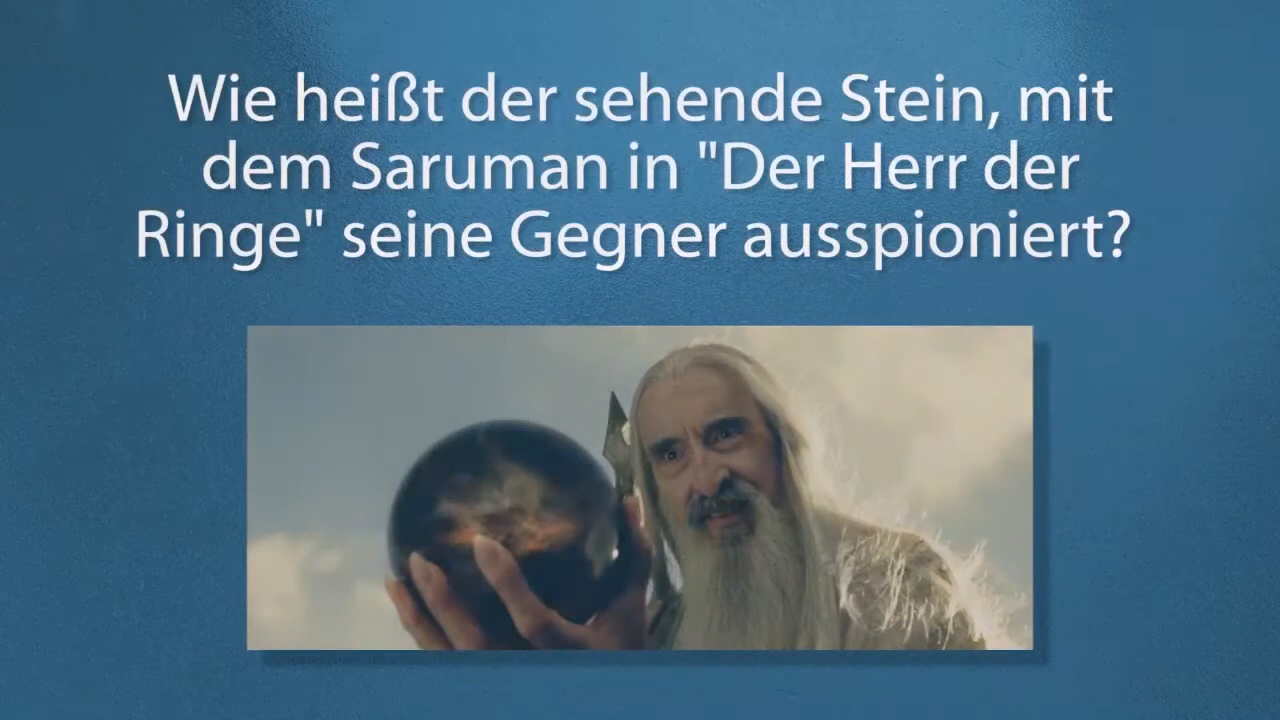 Wie heißt der sehende Stein, mit
dem Saruman in "Der Herr der
Ringe" seine Gegner ausspioniert?